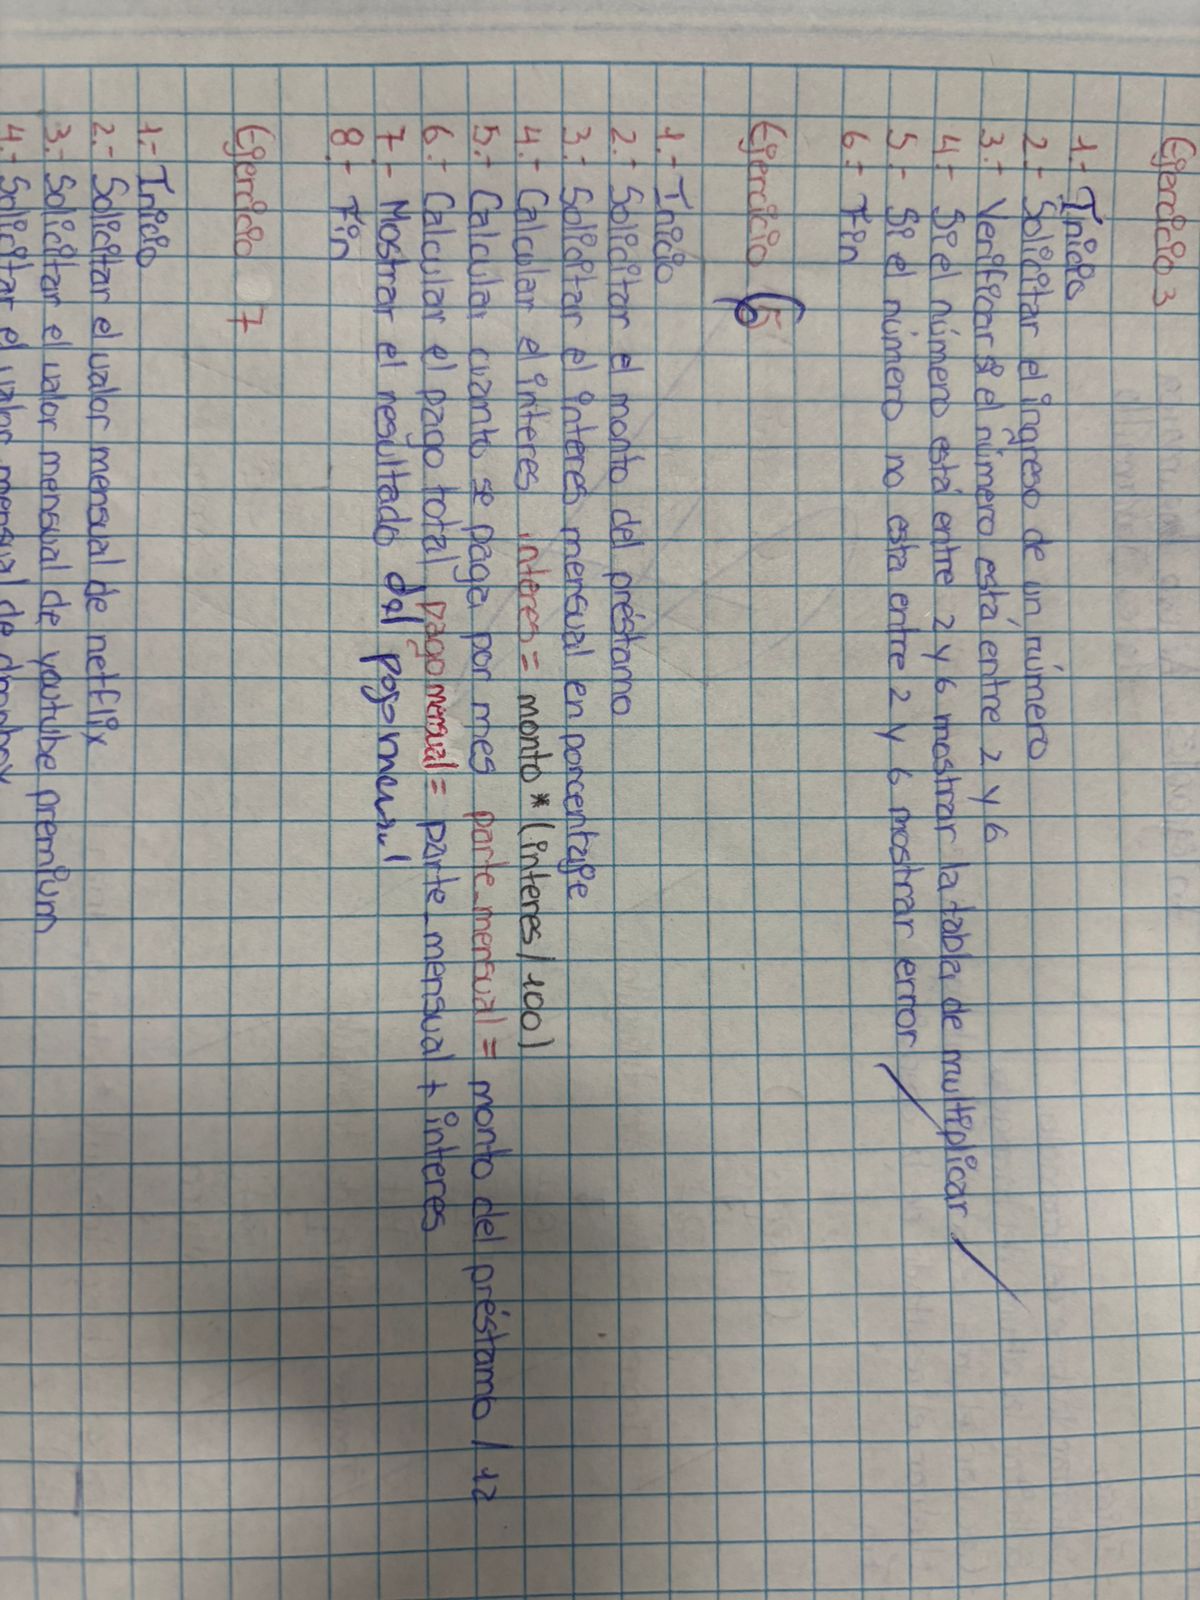 Ejercicio 3
1.- Inicio
2.- Solicitar el ingreso de un número
3.- Verificar si el número está entre 2 y 6
4.- Si el número está entre 2 y 6 mostrar la tabla de multiplicar
5.- Si el número no esta entre 2 y 6 mostrar error
6.- Fin
Ejercicio 6
1.- Inicio
2.- Solicitar el monto del préstamo
3.- Solicitar el interes mensual en porcentaje
4.- Calcular el interes interes = monto * (interes / 100)
5.- Calcular cuanto se paga por mes parte_mensual = monto del préstamo / 12
6.- Calcular el pago total pago mensual = parte_mensual + interes
7.- Mostrar el resultado del pago mensual
8.- Fin
Ejercicio 7
1.- Inicio
2.- Solicitar el valor mensual de netflix
3.- Solicitar el valor mensual de youtube premium
4.- Solicitar el valor mensual de dropbox